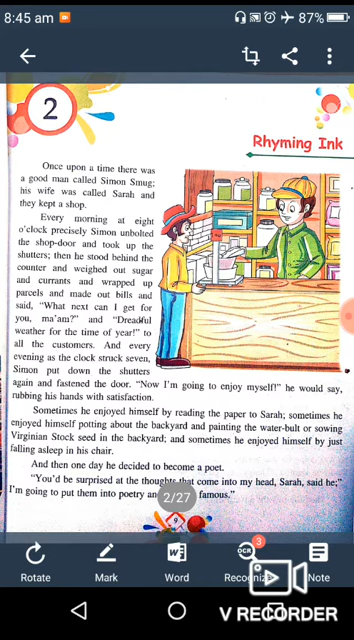 8:45 am
87%
2
Rhyming Ink
Once upon a time there was
a good man called Simon Smug;
his wife was called Sarah and
they kept a shop.
Every morning at eight
o'clock precisely Simon unbolted
the shop-door and took up the
shutters; then he stood behind the
counter and weighed out sugar
and currants and wrapped up
parcels and made out bills and
said, "What next can I get for
you, ma'am?" and "Dreadful
weather for the time of year!" to
all the customers. And every
evening as the clock struck seven,
Simon put down the shutters
again and fastened the door. "Now I'm going to enjoy myself!" he would say,
rubbing his hands with satisfaction.
Sometimes he enjoyed himself by reading the paper to Sarah; sometimes he
enjoyed himself potting about the backyard and painting the water-bult or sowing
Virginian Stock seed in the backyard; and sometimes he enjoyed himself by just
falling asleep in his chair.
And then one day he decided to become a poet.
"You'd be surprised at the thoughts that come into my head, Sarah, said he;"
I'm going to put them into poetry an famous."
2/27
9
Rotate
Mark
Word
OCR
3
Note
V RECORDER